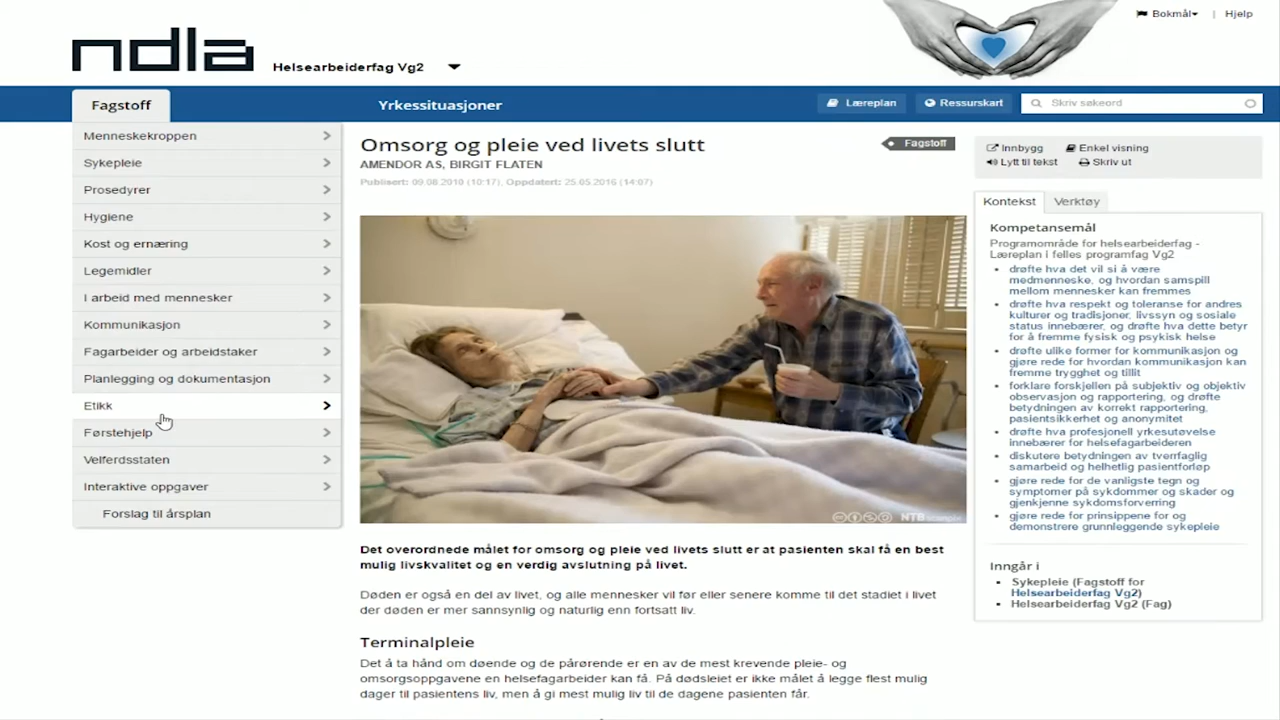 Bokmål
Hjelp
ndla
Helsearbeiderfag Vg2
Fagstoff
Yrkessituasjoner
Læreplan
Ressurskart
Skriv søkeord
Menneskekroppen
Sykepleie
Prosedyrer
Hygiene
Kost og ernæring
Legemidler
I arbeid med mennesker
Kommunikasjon
Fagarbeider og arbeidstaker
Planlegging og dokumentasjon
Etikk
Førstehjelp
Velferdsstaten
Interaktive oppgaver
Forslag til årsplan
Omsorg og pleie ved livets slutt
Fagstoff
AMENDOR AS, BIRGIT FLATEN
Publisert: 09.08.2010 (10:17), Oppdatert: 25.05.2016 (14:07)
NTB scanpix
Det overordnede målet for omsorg og pleie ved livets slutt er at pasienten skal få en best
mulig livskvalitet og en verdig avslutning på livet.
Døden er også en del av livet, og alle mennesker vil før eller senere komme til det stadiet i livet
der døden er mer sannsynlig og naturlig enn fortsatt liv.
Terminalpleie
Det å ta hånd om døende og de pårørende er en av de mest krevende pleie- og
omsorgsoppgavene en helsefagarbeider kan få. På dødsleiet er ikke målet å legge flest mulig
dager til pasientens liv, men å gi mest mulig liv til de dagene pasienten får.
Innbygg
Enkel visning
Lytt til tekst
Skriv ut
Kontekst
Verktøy
Kompetansemål
Programområde for helsearbeiderfag -
Læreplan i felles programfag Vg2
drøfte hva det vil si å være
medmenneske, og hvordan samspill
mellom mennesker kan fremmes
drøfte hva respekt og toleranse for andres
kulturer og tradisjoner, livssyn og sosiale
status innebærer, og drøfte hva dette betyr
for å fremme fysisk og psykisk helse
drøfte ulike former for kommunikasjon og
gjøre rede for hvordan kommunikasjon kan
fremme trygghet og tillit
forklare forskjellen på subjektiv og objektiv
observasjon og rapportering, og drøfte
betydningen av korrekt rapportering,
pasientsikkerhet og anonymitet
drøfte hva profesjonell yrkesutøvelse
innebærer for helsefagarbeideren
diskutere betydningen av tverrfaglig
samarbeid og helhetlig pasientforløp
gjøre rede for de vanligste tegn og
symptomer på sykdommer og skader og
gjenkjenne sykdomsforverring
gjøre rede for prinsippene for og
demonstrere grunnleggende sykepleie
Inngår i
Sykepleie (Fagstoff for
Helsearbeiderfag Vg2)
Helsearbeiderfag Vg2 (Fag)